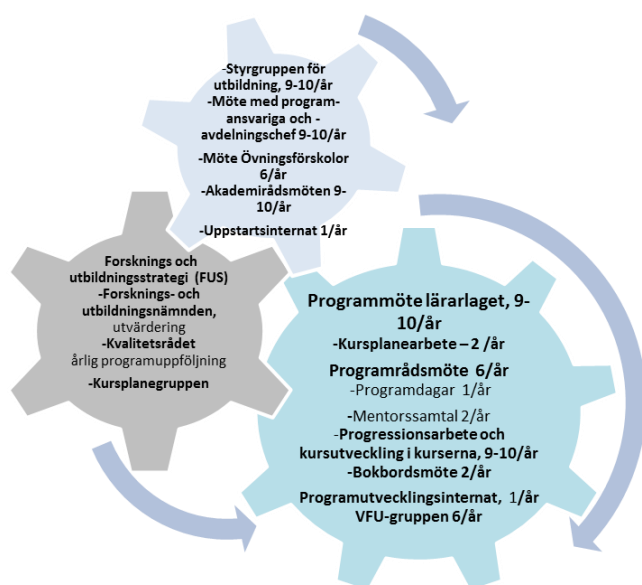 -Styrgruppen för
utbildning, 9-10/år
-Möte med program-
ansvariga och -
avdelningschef 9-10/år
-Möte Övningsförskolor
6/år
-Akademirådsmöten 9-
10/år
-Uppstartsinternat 1/år
Forsknings och
utbildningsstrategi (FUS)
-Forsknings- och
utbildningsnämnden,
utvärdering
-Kvalitetsrådet
årlig programuppföljning
-Kursplanegruppen
Programmöte lärarlaget, 9-
10/år
-Kursplanearbete – 2 /år
Programrådsmöte 6/år
-Programdagar 1/år
-Mentorssamtal 2/år
-Progressionsarbete och
kursutveckling i kurserna, 9-10/år
-Bokbordsmöte 2/år
Programutvecklingsinternat, 1/år
VFU-gruppen 6/år